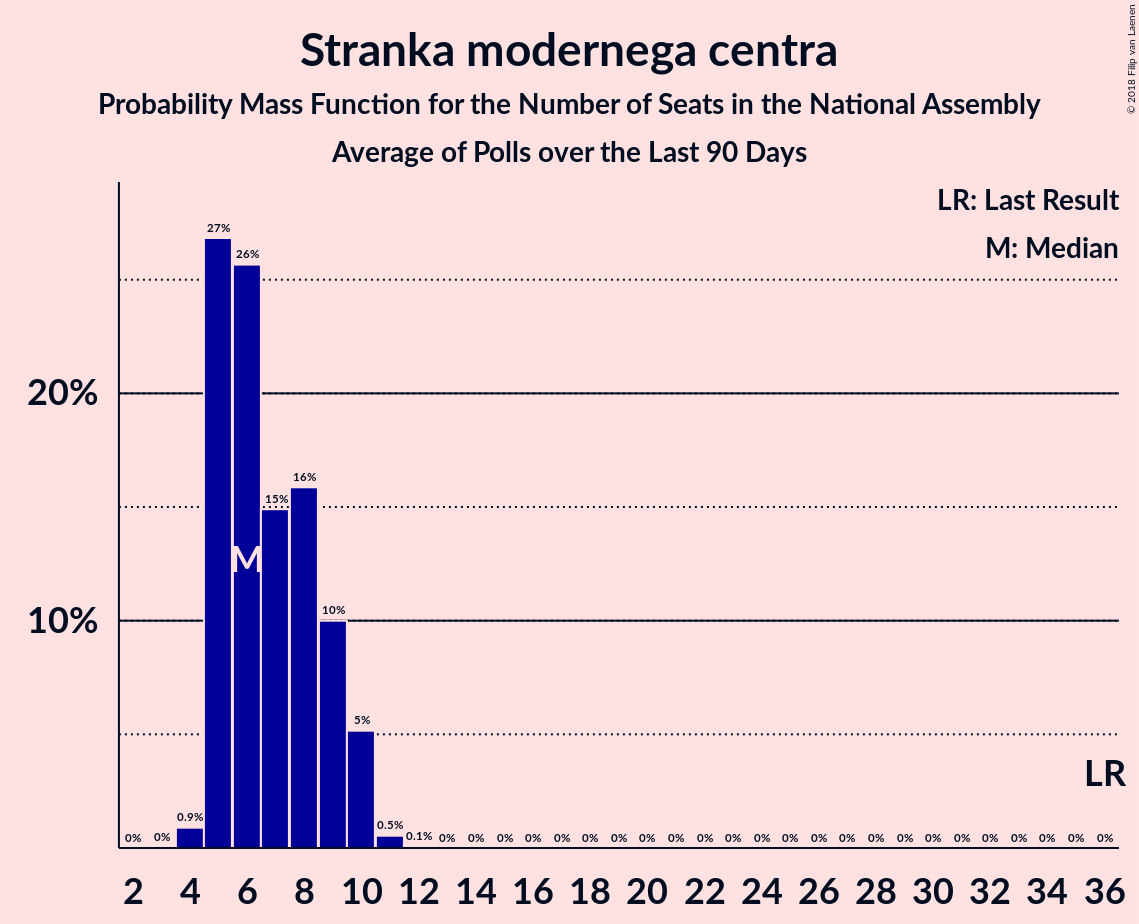 Stranka modernega centra
Probability Mass Function for the Number of Seats in the National Assembly
Average of Polls over the Last 90 Days
© 2018 Filip van Laenen
LR: Last Result
M: Median
27%
26%
20%
16%
15%
M
10%
10%
5%
LR
0% 0% 0.9% 0.5% 0.1% 0% 0% 0% 0% 0% 0% 0% 0% 0% 0% 0% 0% 0% 0% 0% 0% 0% 0% 0% 0% 0% 0% 0%
2 4 6 8 10 12 14 16 18 20 22 24 26 28 30 32 34 36